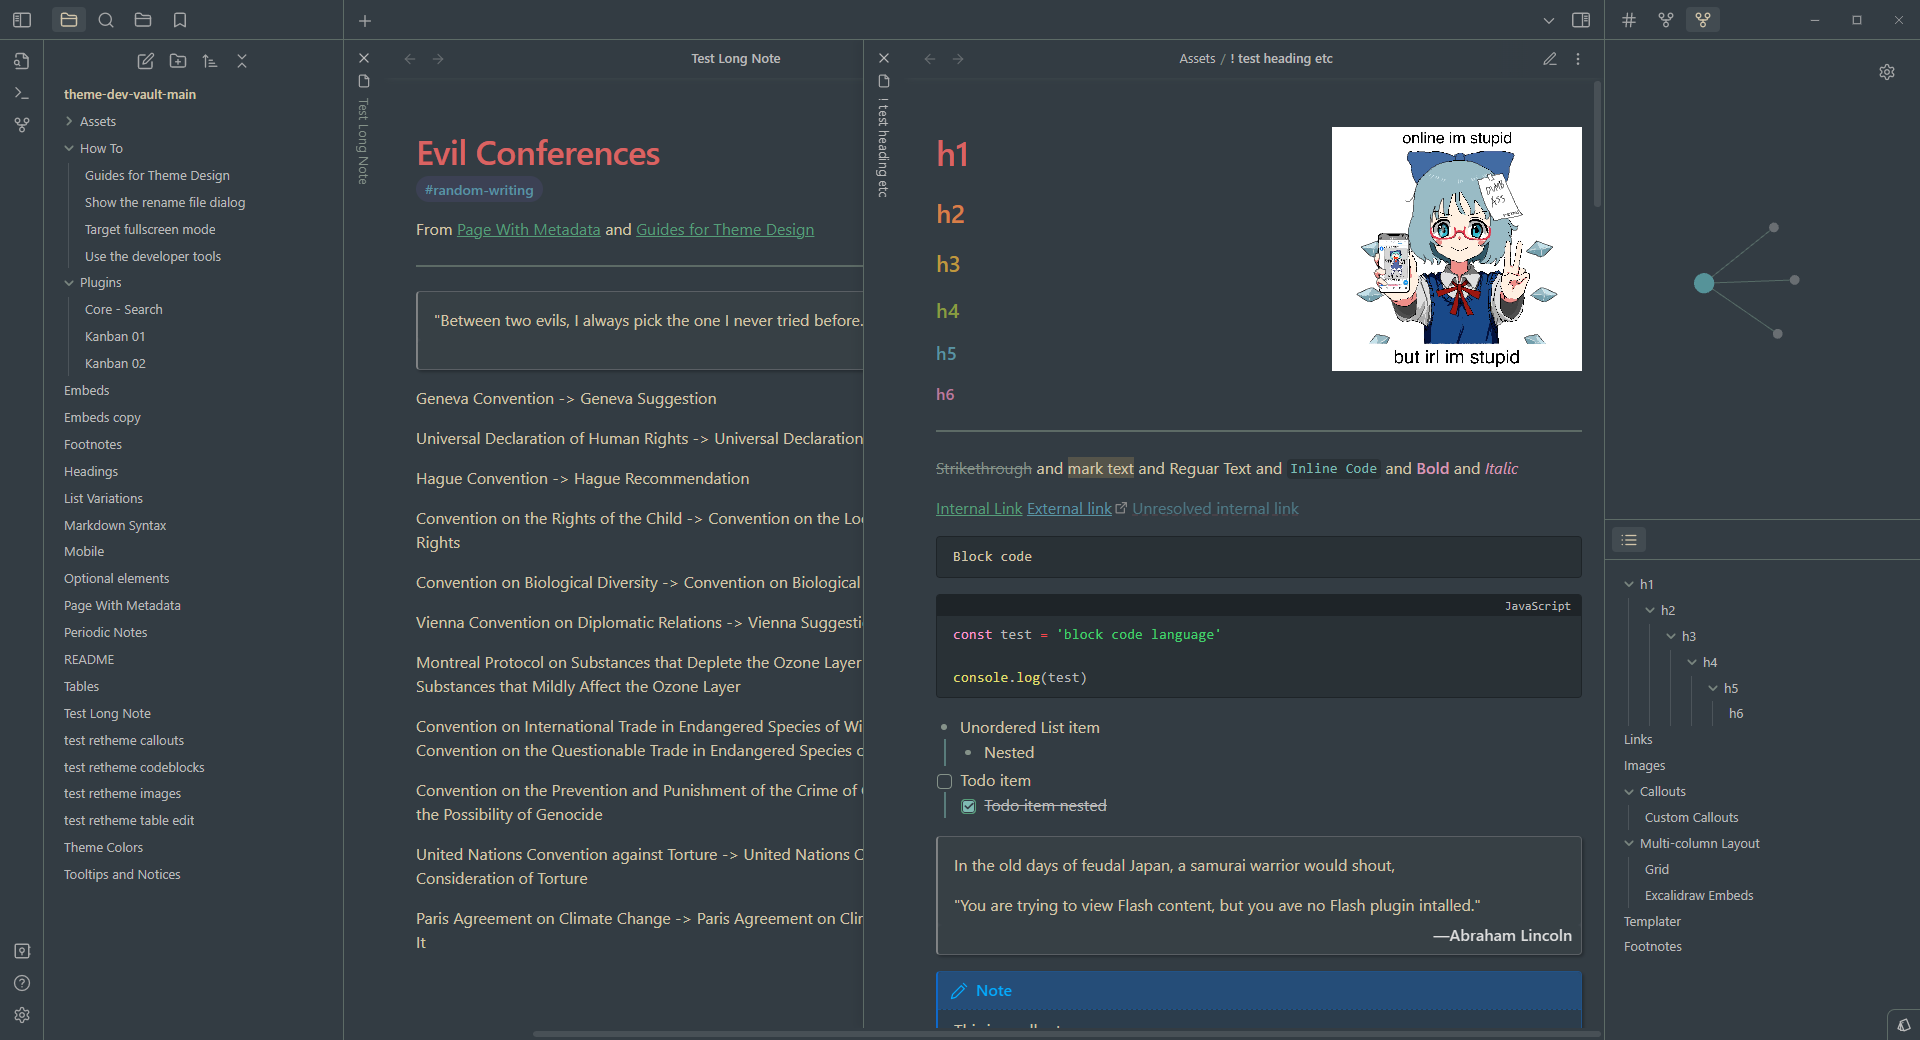 theme-dev-vault-main
Assets
How To
Guides for Theme Design
Show the rename file dialog
Target fullscreen mode
Use the developer tools
Plugins
Core - Search
Kanban 01
Kanban 02
Embeds
Embeds copy
Footnotes
Headings
List Variations
Markdown Syntax
Mobile
Optional elements
Page With Metadata
Periodic Notes
README
Tables
Test Long Note
test retheme callouts
test retheme codeblocks
test retheme images
test retheme table edit
Theme Colors
Tooltips and Notices
Test Long Note
Test Long Note
Evil Conferences
#random-writing
From Page With Metadata and Guides for Theme Design
"Between two evils, I always pick the one I never tried before.
Geneva Convention -> Geneva Suggestion
Universal Declaration of Human Rights -> Universal Declaration
Hague Convention -> Hague Recommendation
Convention on the Rights of the Child -> Convention on the Loo
Rights
Convention on Biological Diversity -> Convention on Biological
Vienna Convention on Diplomatic Relations -> Vienna Suggesti
Montreal Protocol on Substances that Deplete the Ozone Layer
Substances that Mildly Affect the Ozone Layer
Convention on International Trade in Endangered Species of Wi
Convention on the Questionable Trade in Endangered Species o
Convention on the Prevention and Punishment of the Crime of
the Possibility of Genocide
United Nations Convention against Torture -> United Nations C
Consideration of Torture
Paris Agreement on Climate Change -> Paris Agreement on Clir
It
! test heading etc
Assets / ! test heading etc
h1
h2
h3
h4
h5
h6
online im stupid
DUMB
ASS
but irl im stupid
Strikethrough and mark text and Reguar Text and Inline Code and Bold and Italic
Internal Link External link Unresolved internal link
Block code
JavaScript
const test = 'block code language'
console.log(test)
Unordered List item
Nested
Todo item
Todo item nested
In the old days of feudal Japan, a samurai warrior would shout,
"You are trying to view Flash content, but you ave no Flash plugin intalled."
—Abraham Lincoln
Note
h1
h2
h3
h4
h5
h6
Links
Images
Callouts
Custom Callouts
Multi-column Layout
Grid
Excalidraw Embeds
Templater
Footnotes